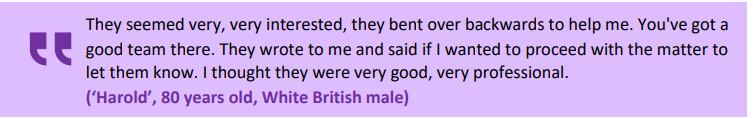 They seemed very, very interested, they bent over backwards to help me. You've got a
good team there. They wrote to me and said if I wanted to proceed with the matter to
let them know. I thought they were very good, very professional.
(‘Harold’, 80 years old, White British male)